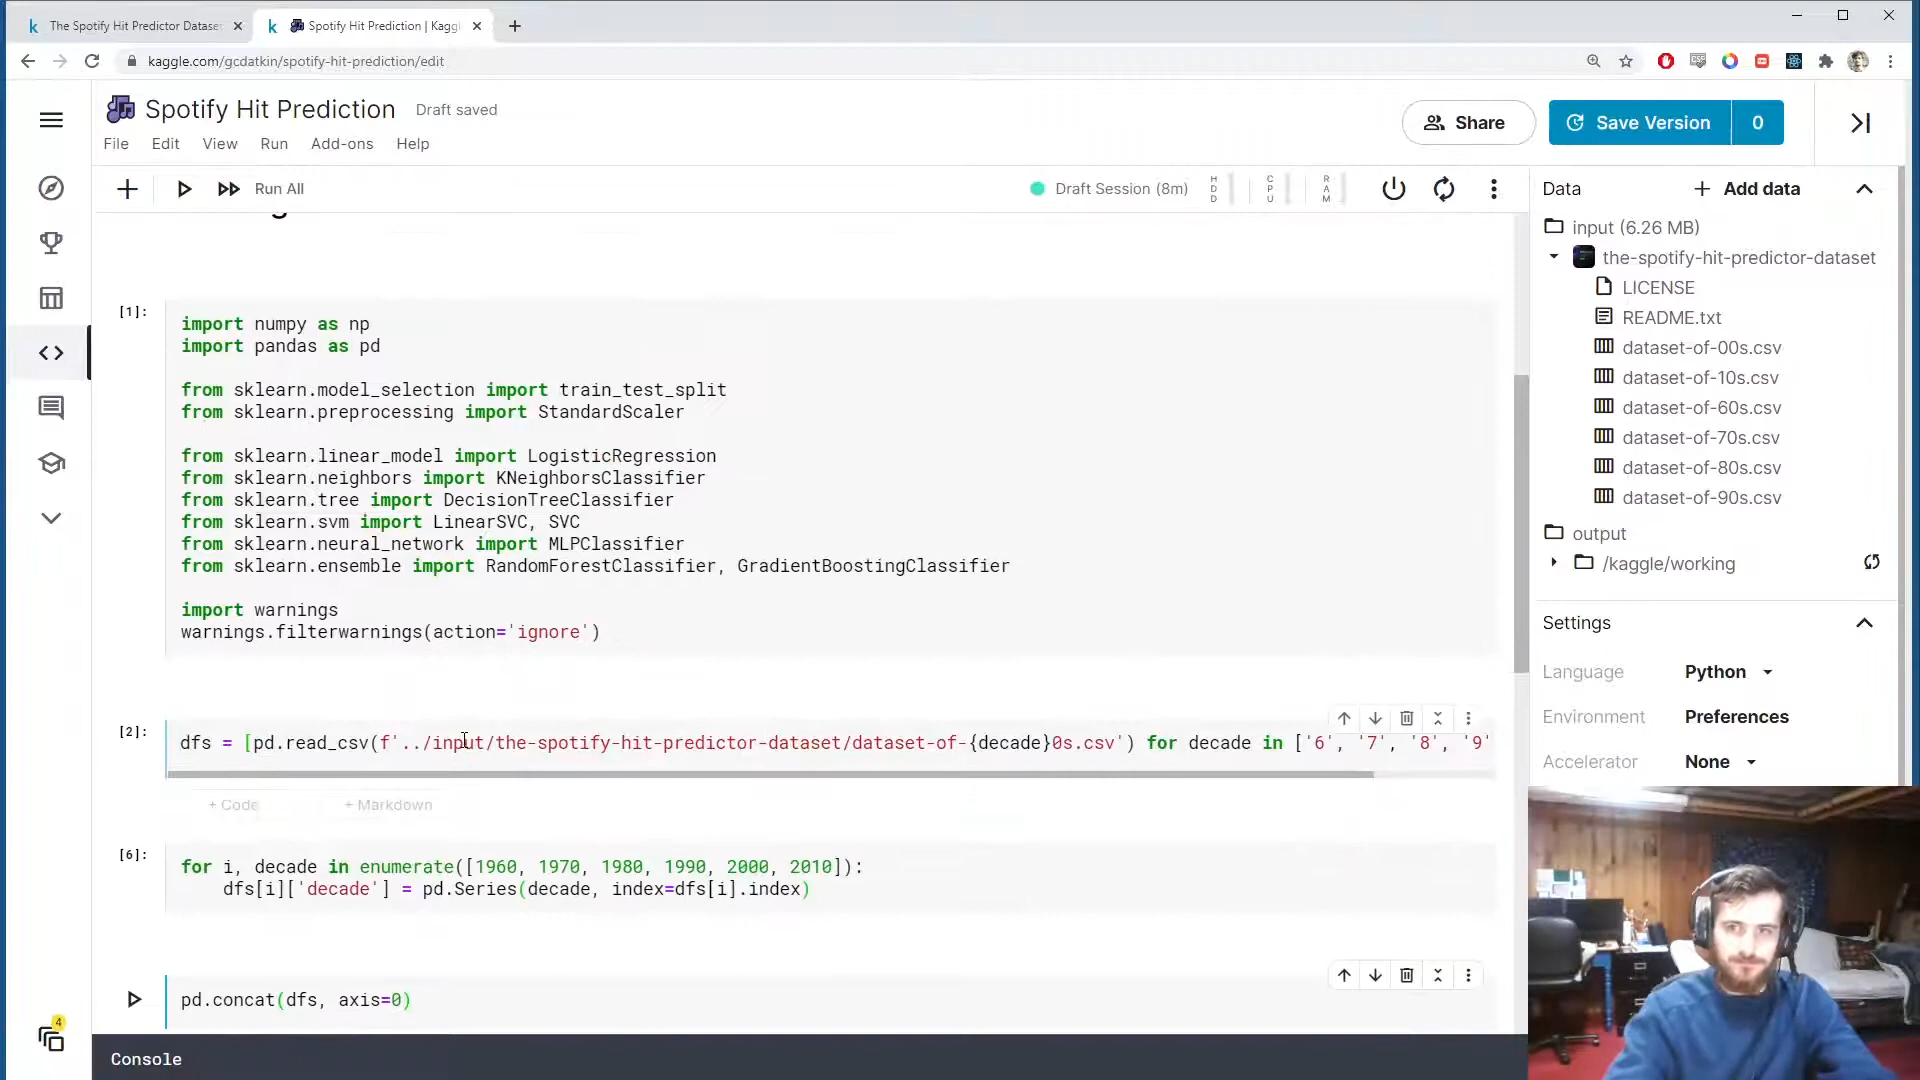 The Spotify Hit Predictor Datase
Spotify Hit Prediction | Kaggl
kaggle.com/gcdatkin/spotify-hit-prediction/edit
Spotify Hit Prediction
Draft saved
File Edit View Run Add-ons Help
Share
Save Version 0
Run All
Draft Session (8m)
HDD
CPU
RAM
[1]:
import numpy as np
import pandas as pd
from sklearn.model_selection import train_test_split
from sklearn.preprocessing import StandardScaler
from sklearn.linear_model import LogisticRegression
from sklearn.neighbors import KNeighborsClassifier
from sklearn.tree import DecisionTreeClassifier
from sklearn.svm import LinearSVC, SVC
from sklearn.neural_network import MLPClassifier
from sklearn.ensemble import RandomForestClassifier, GradientBoostingClassifier
import warnings
warnings.filterwarnings(action='ignore')
[2]:
dfs = [pd.read_csv(f'../input/the-spotify-hit-predictor-dataset/dataset-of-{decade}0s.csv') for decade in ['6', '7', '8', '9'
+ Code + Markdown
[6]:
for i, decade in enumerate([1960, 1970, 1980, 1990, 2000, 2010]):
    dfs[i]['decade'] = pd.Series(decade, index=dfs[i].index)
pd.concat(dfs, axis=0)
Console
4
Data
+ Add data
input (6.26 MB)
the-spotify-hit-predictor-dataset
LICENSE
README.txt
dataset-of-00s.csv
dataset-of-10s.csv
dataset-of-60s.csv
dataset-of-70s.csv
dataset-of-80s.csv
dataset-of-90s.csv
output
/kaggle/working
Settings
Language Python
Environment Preferences
Accelerator None